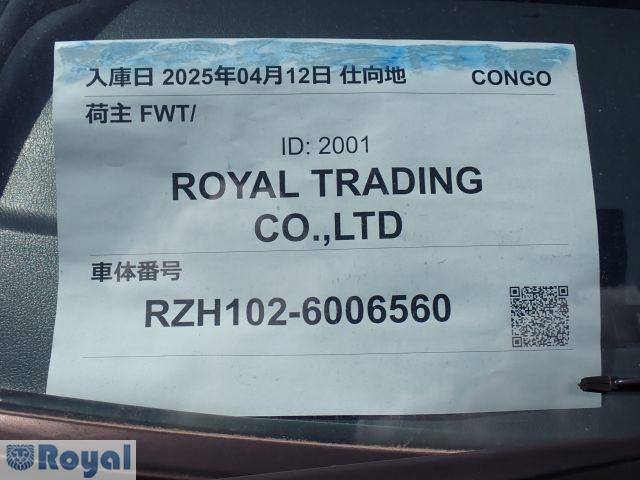 入庫日 2025年04月12日 仕向地 CONGO
荷主 FWT/
ID: 2001
ROYAL TRADING
CO.,LTD
車体番号
RZH102-6006560
Royal